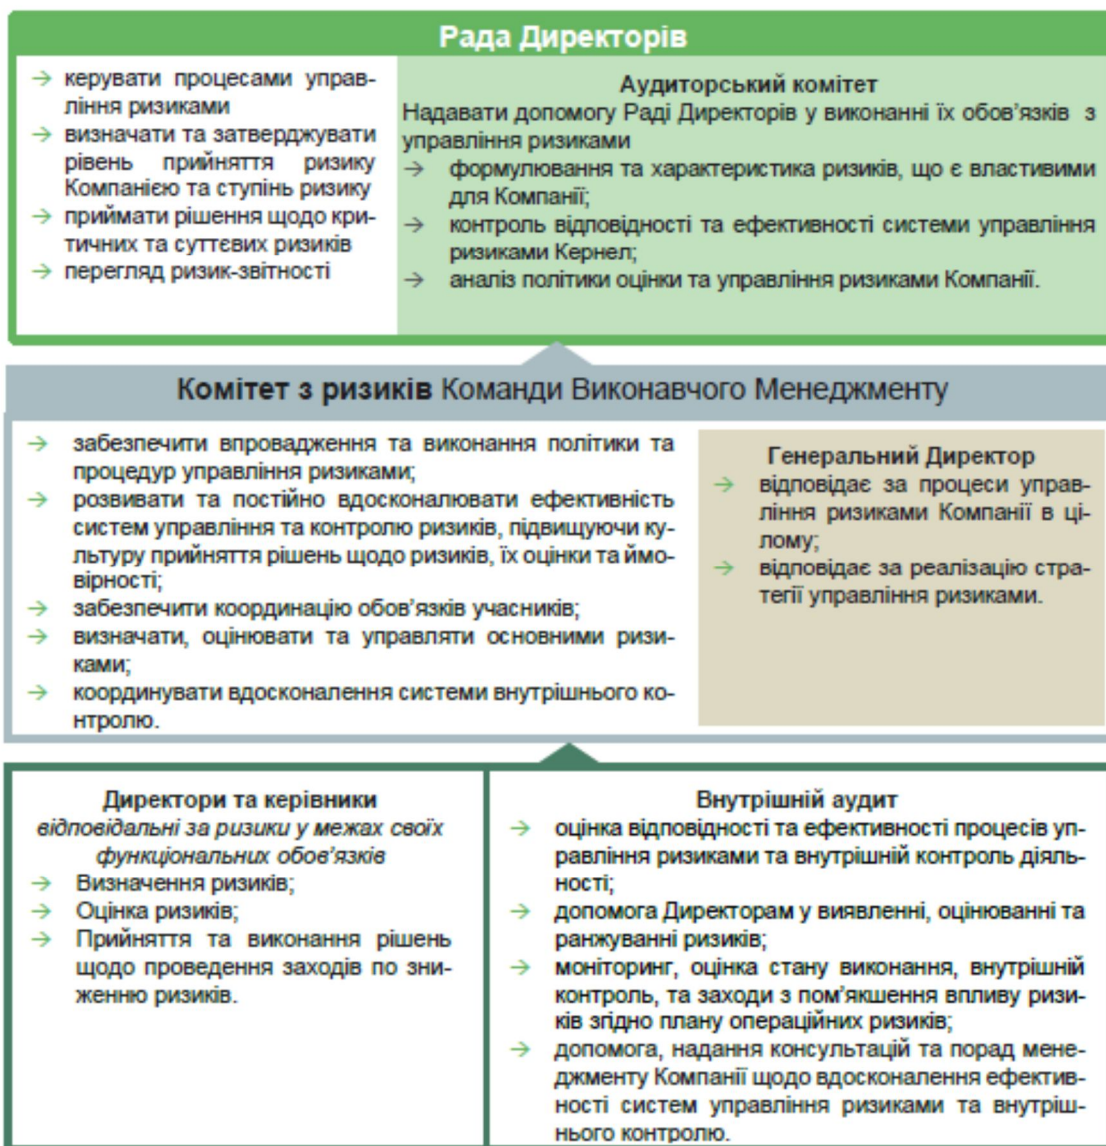 Рада Директорів
→ керувати процесами управ-
ління ризиками
→ визначати та затверджувати
рівень прийняття ризику
Компанією та ступінь ризику
→ приймати рішення щодо кри-
тичних та суттєвих ризиків
→ перегляд ризик-звітності
Аудиторський комітет
Надавати допомогу Раді Директорів у виконанні їх обов’язків з
управління ризиками
→ формулювання та характеристика ризиків, що є властивими
для Компанії;
→ контроль відповідності та ефективності системи управління
ризиками Кернел;
→ аналіз політики оцінки та управління ризиками Компанії.
Комітет з ризиків Команди Виконавчого Менеджменту
→ забезпечити впровадження та виконання політики та
процедур управління ризиками;
→ розвивати та постійно вдосконалювати ефективність
систем управління та контролю ризиків, підвищуючи ку-
льтуру прийняття рішень щодо ризиків, їх оцінки та ймо-
вірності;
→ забезпечити координацію обов’язків учасників;
→ визначати, оцінювати та управляти основними ризи-
ками;
→ координувати вдосконалення системи внутрішнього ко-
нтролю.
Генеральний Директор
→ відповідає за процеси управ-
ління ризиками Компанії в ці-
лому;
→ відповідає за реалізацію стра-
тегії управління ризиками.
Директори та керівники
відповідальні за ризики у межах своїх
функціональних обов’язків
→ Визначення ризиків;
→ Оцінка ризиків;
→ Прийняття та виконання рішень
щодо проведення заходів по зни-
женню ризиків.
Внутрішній аудит
→ оцінка відповідності та ефективності процесів уп-
равління ризиками та внутрішній контроль діяль-
ності;
→ допомога Директорам у виявленні, оцінюванні та
ранжуванні ризиків;
→ моніторинг, оцінка стану виконання, внутрішній
контроль, та заходи з пом’якшення впливу ризи-
ків згідно плану операційних ризиків;
→ допомога, надання консультацій та порад мене-
джменту Компанії щодо вдосконалення ефектив-
ності систем управління ризиками та внутріш-
нього контролю.